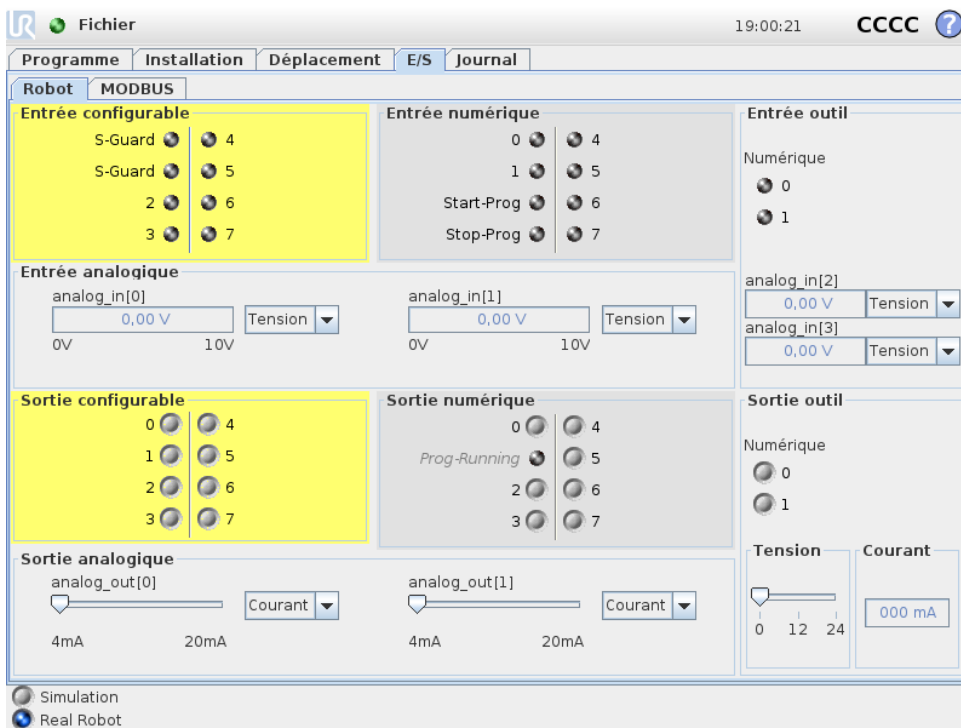 UR Fichier 19:00:21 CCCC ?
Programme Installation Déplacement E/S Journal
Robot MODBUS
Entrée configurable
S-Guard 4
S-Guard 5
2 6
3 7
Entrée numérique
0 4
1 5
Start-Prog 6
Stop-Prog 7
Entrée outil
Numérique
0
1
analog_in[2]
0,00 V Tension
analog_in[3]
0,00 V Tension
Entrée analogique
analog_in[0]
0,00 V Tension
0V 10V
analog_in[1]
0,00 V Tension
0V 10V
Sortie configurable
0 4
1 5
2 6
3 7
Sortie numérique
0 4
Prog-Running 5
2 6
3 7
Sortie outil
Numérique
0
1
Tension
0 12 24
Courant
000 mA
Sortie analogique
analog_out[0]
Courant
4mA 20mA
analog_out[1]
Courant
4mA 20mA
Simulation
Real Robot